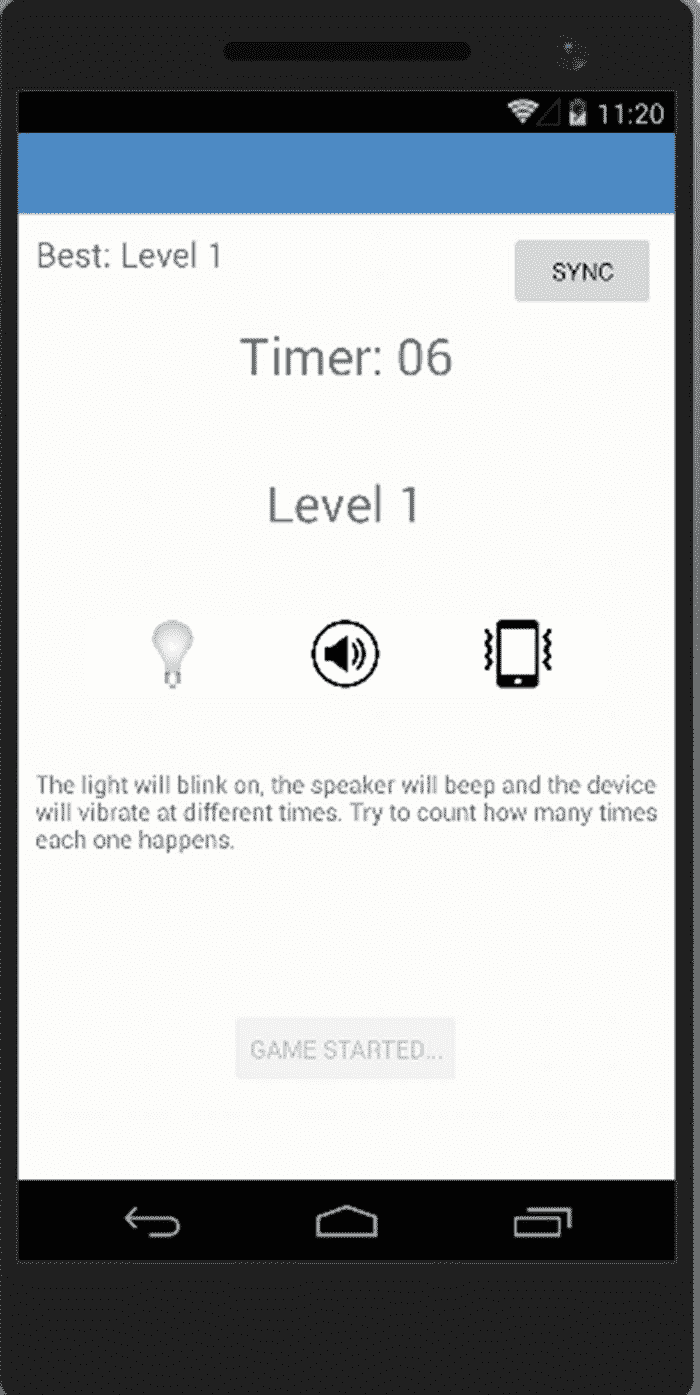 11:20
Best: Level 1
SYNC
Timer: 06
Level 1
The light will blink on, the speaker will beep and the device
will vibrate at different times. Try to count how many times
each one happens.
GAME STARTED...